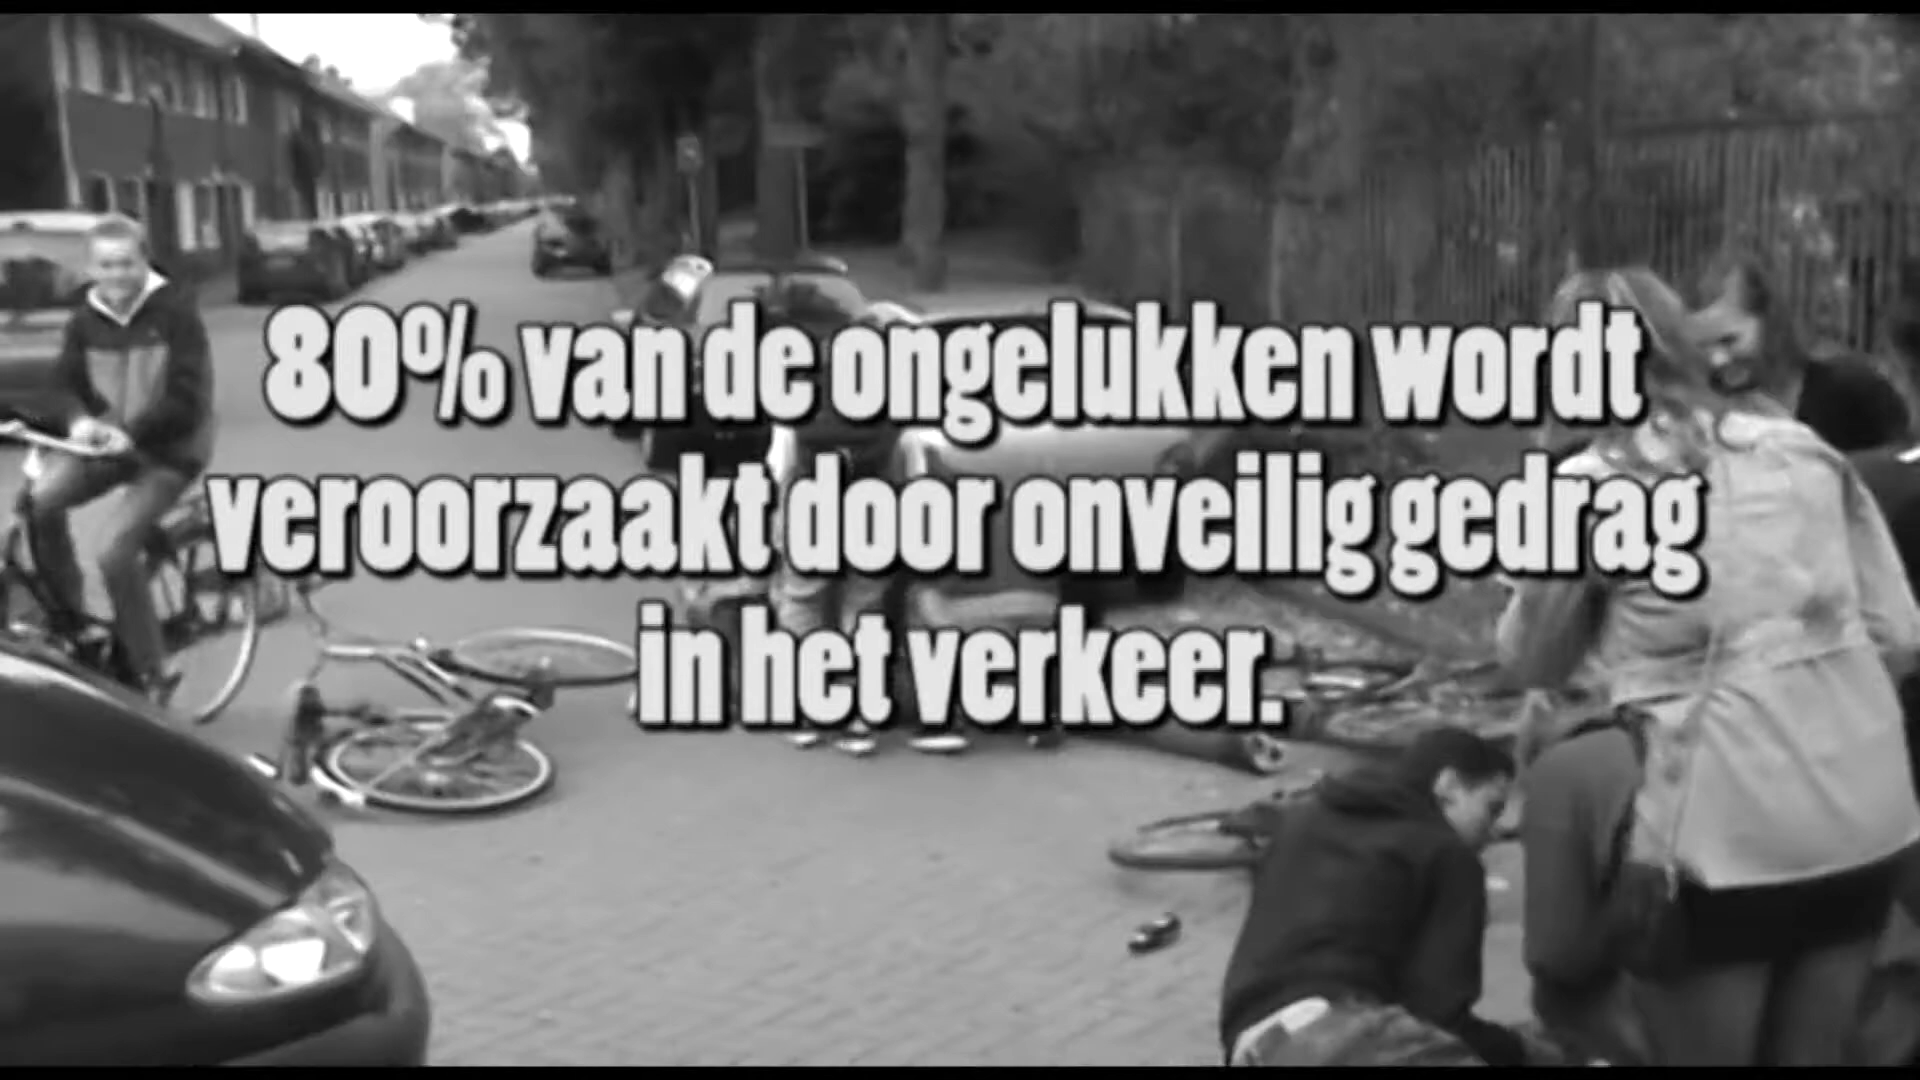 80% van de ongelukken wordt
veroorzaakt door onveilig gedrag
in het verkeer.